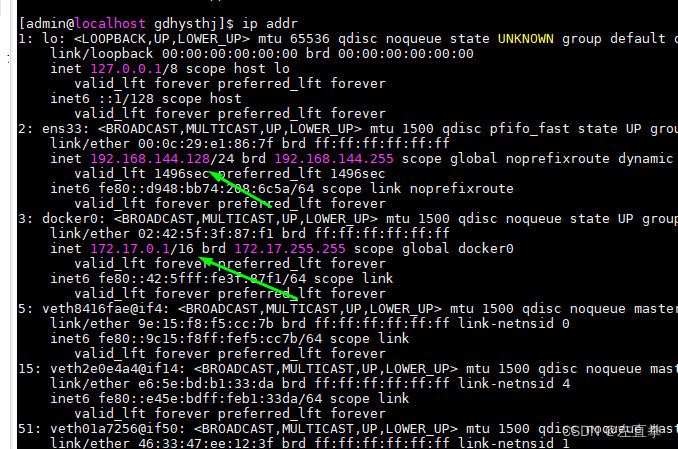 [admin@localhost gdhysthj]$ ip addr
1: lo: <LOOPBACK,UP,LOWER_UP> mtu 65536 qdisc noqueue state UNKNOWN group default q
link/loopback 00:00:00:00:00:00 brd 00:00:00:00:00:00
inet 127.0.0.1/8 scope host lo
valid_lft forever preferred_lft forever
inet6 ::1/128 scope host
valid_lft forever preferred_lft forever
2: ens33: <BROADCAST,MULTICAST,UP,LOWER_UP> mtu 1500 qdisc pfifo_fast state UP grou
link/ether 00:0c:29:e1:86:7f brd ff:ff:ff:ff:ff:ff
inet 192.168.144.128/24 brd 192.168.144.255 scope global noprefixroute dynamic
valid_lft 1496sec preferred_lft 1496sec
inet6 fe80::d948:bb74:208:6c5a/64 scope link noprefixroute
valid_lft forever preferred_lft forever
3: docker0: <BROADCAST,MULTICAST,UP,LOWER_UP> mtu 1500 qdisc noqueue state UP group
link/ether 02:42:5f:3f:87:f1 brd ff:ff:ff:ff:ff:ff
inet 172.17.0.1/16 brd 172.17.255.255 scope global docker0
valid_lft forever preferred_lft forever
inet6 fe80::42:5fff:fe3f:87f1/64 scope link
valid_lft forever preferred_lft forever
5: veth8416fae@if4: <BROADCAST,MULTICAST,UP,LOWER_UP> mtu 1500 qdisc noqueue master
link/ether 9e:15:f8:f5:cc:7b brd ff:ff:ff:ff:ff:ff link-netnsid 0
inet6 fe80::9c15:f8ff:fef5:cc7b/64 scope link
valid_lft forever preferred_lft forever
15: veth2e0e4a4@if14: <BROADCAST,MULTICAST,UP,LOWER_UP> mtu 1500 qdisc noqueue mast
link/ether e6:5e:bd:b1:33:da brd ff:ff:ff:ff:ff:ff link-netnsid 4
inet6 fe80::e45e:bdff:feb1:33da/64 scope link
valid_lft forever preferred_lft forever
51: veth01a7256@if50: <BROADCAST,MULTICAST,UP,LOWER_UP> mtu 1500 qdisc noqueue mast
link/ether 46:33:47:ee:12:3f brd ff:ff:ff:ff:ff:ff link-netnsid 1
CSDN @左直拳